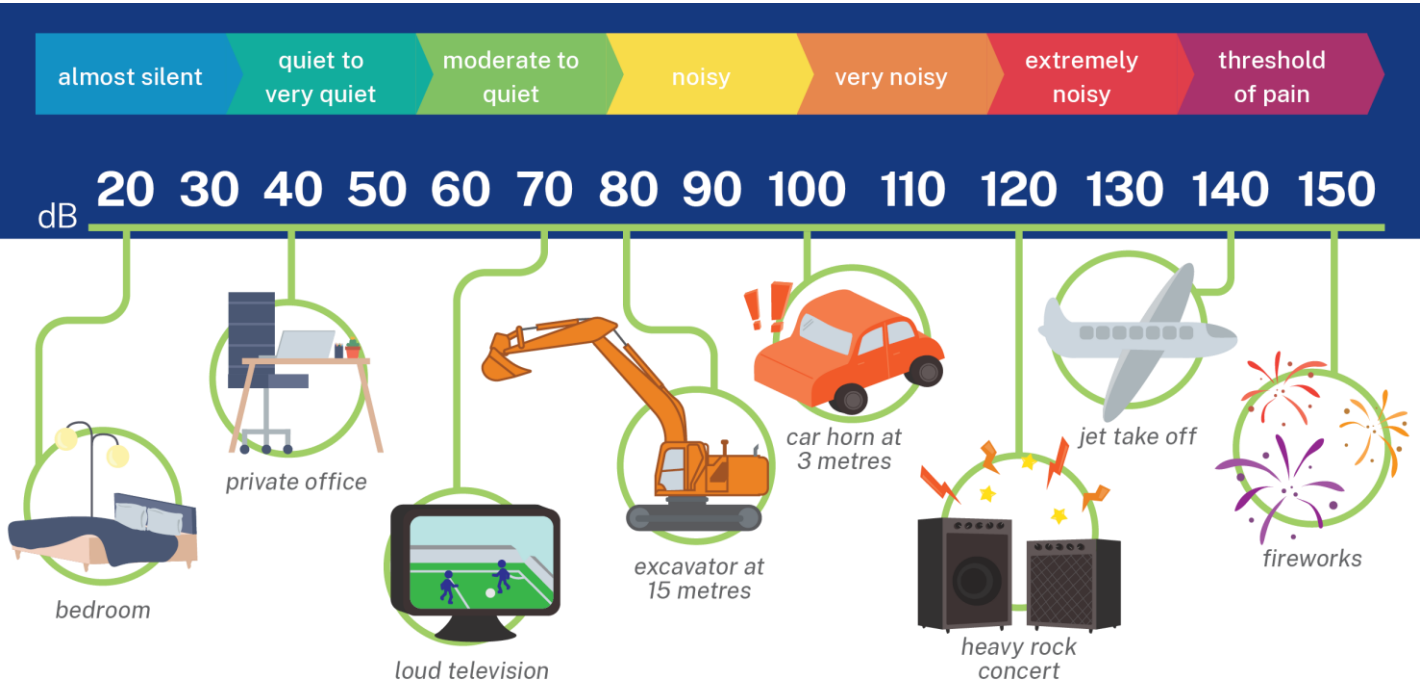 almost silent
quiet to
very quiet
moderate to
quiet
noisy
very noisy
extremely
noisy
threshold
of pain
dB
20 30 40 50 60 70 80 90 100 110 120 130 140 150
bedroom
private office
loud television
excavator at
15 metres
car horn at
3 metres
heavy rock
concert
jet take off
fireworks